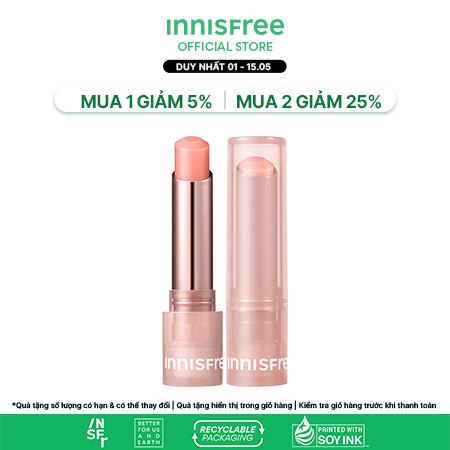 INNISFree
OFFICIAL STORE
DUY NHẤT 01 - 15.05
MUA 1 GIẢM 5% | MUA 2 GIẢM 25%
INNISFree
INNISFree
*Quà tặng số lượng có hạn & có thể thay đổi | Quà tặng hiển thị trong giỏ hàng | Kiểm tra giỏ hàng trước khi thanh toán
/N
SFT
BETTER
FOR US
AND
EARTH
RECYCLABLE
PACKAGING
PRINTED WITH
SOY INK™